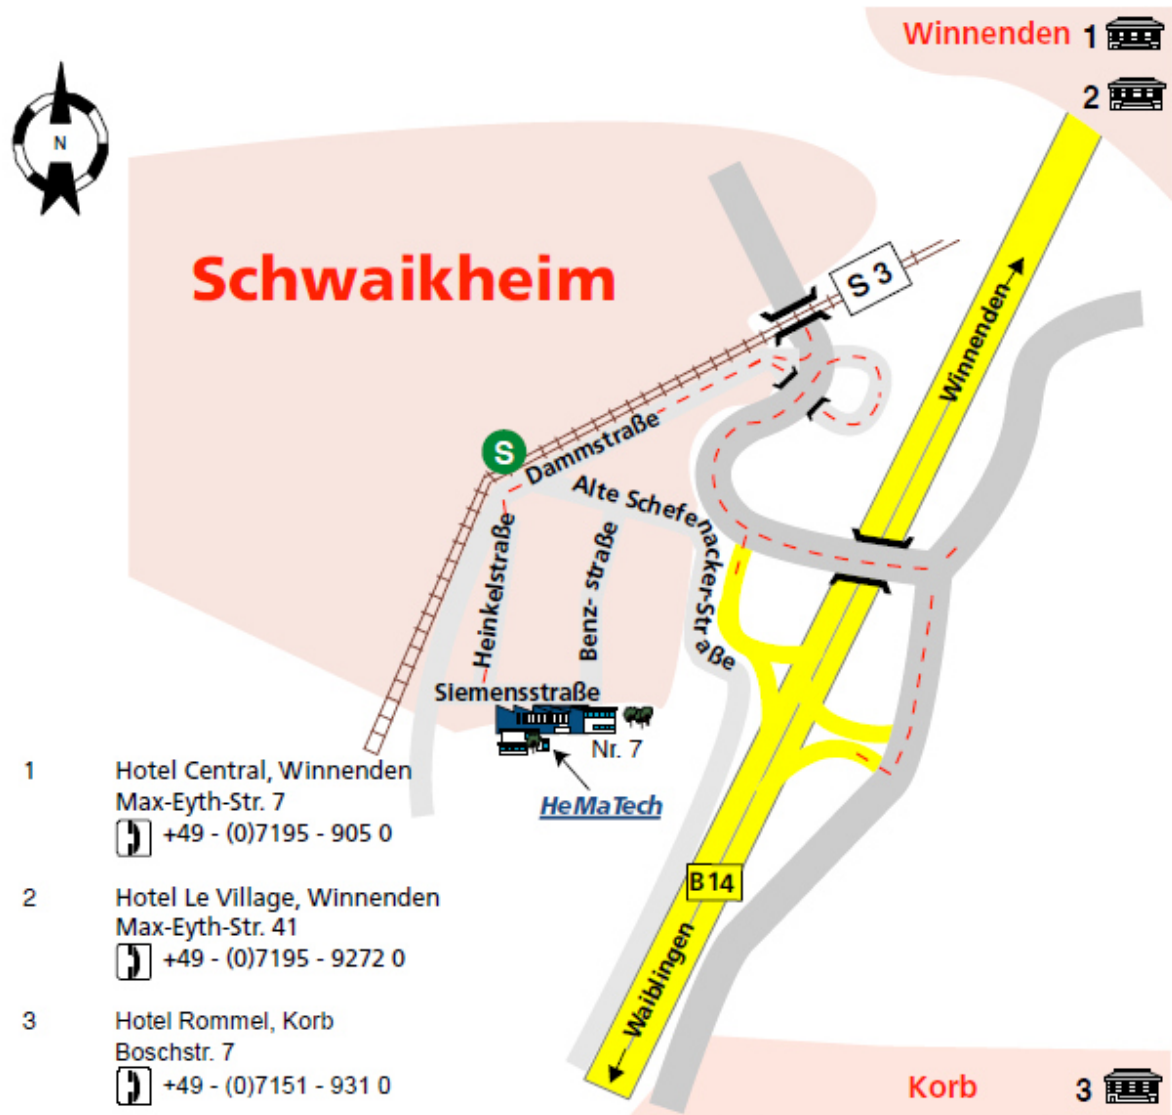 Winnenden 1
2
N
Schwaikheim
S 3
Winnenden
S
Dammstraße
Alte Schefenacker-Straße
Heinkelstraße
Benz- straße
Siemensstraße
Nr. 7
HeMaTech
B14
Waiblingen
1 Hotel Central, Winnenden
Max-Eyth-Str. 7
+49 - (0)7195 - 905 0
2 Hotel Le Village, Winnenden
Max-Eyth-Str. 41
+49 - (0)7195 - 9272 0
3 Hotel Rommel, Korb
Boschstr. 7
+49 - (0)7151 - 931 0
Korb 3